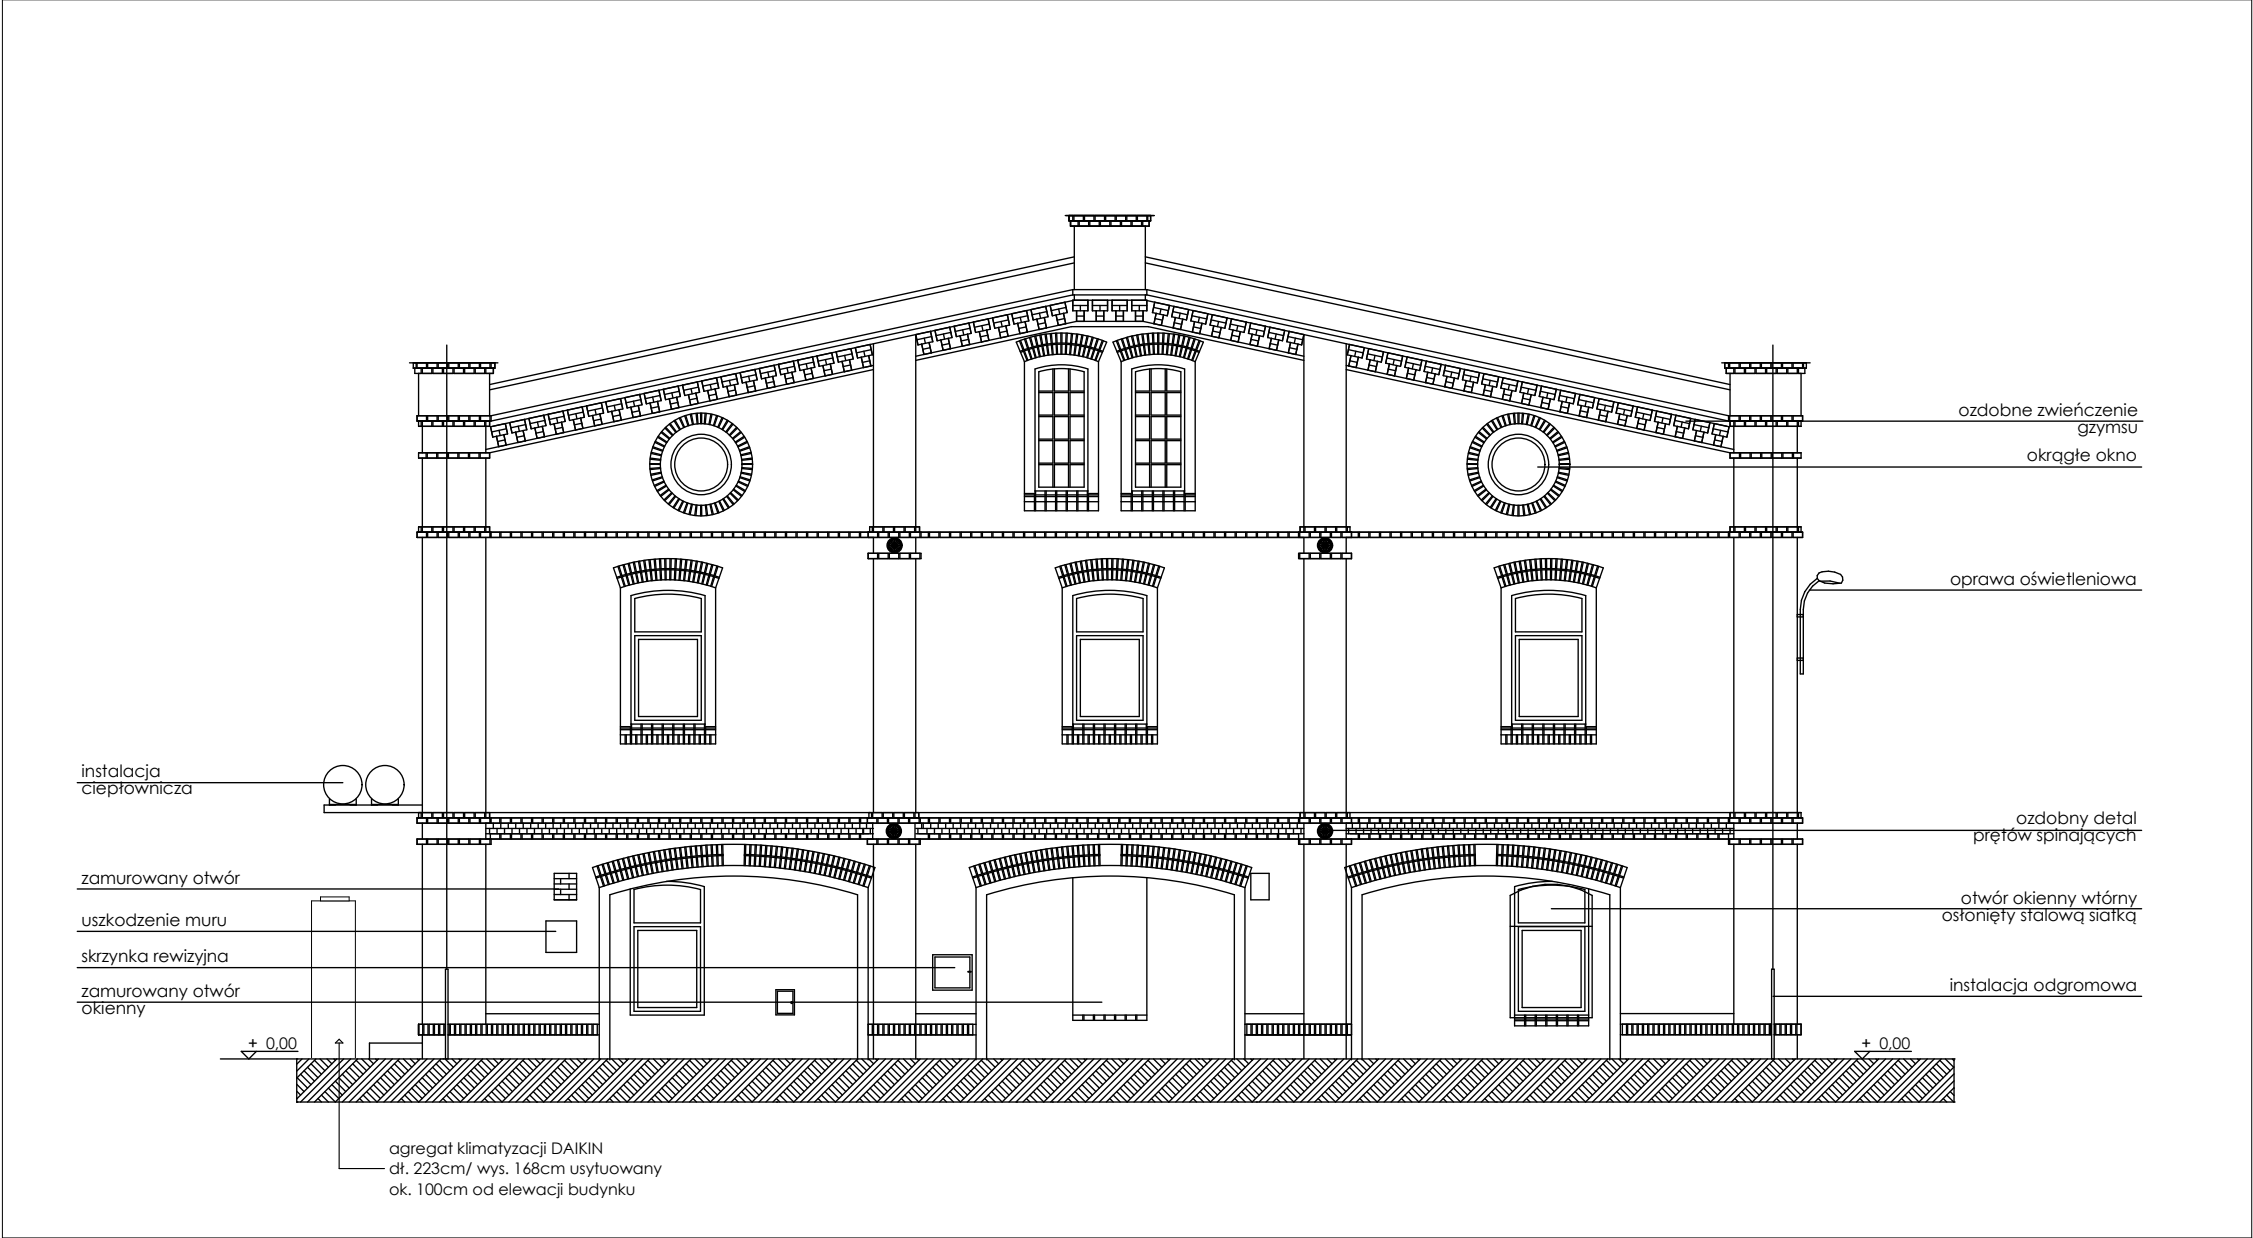 ozdobne zwieńczenie
gzymsu
okrągłe okno
oprawa oświetleniowa
instalacja
ciepłownicza
ozdobny detal
prętów spinających
zamurowany otwór
otwór okienny wtórny
osłonięty stalową siatką
uszkodzenie muru
skrzynka rewizyjna
zamurowany otwór
okienny
instalacja odgromowa
+ 0,00
+ 0,00
agregat klimatyzacji DAIKIN
dł. 223cm/ wys. 168cm usytuowany
ok. 100cm od elewacji budynku